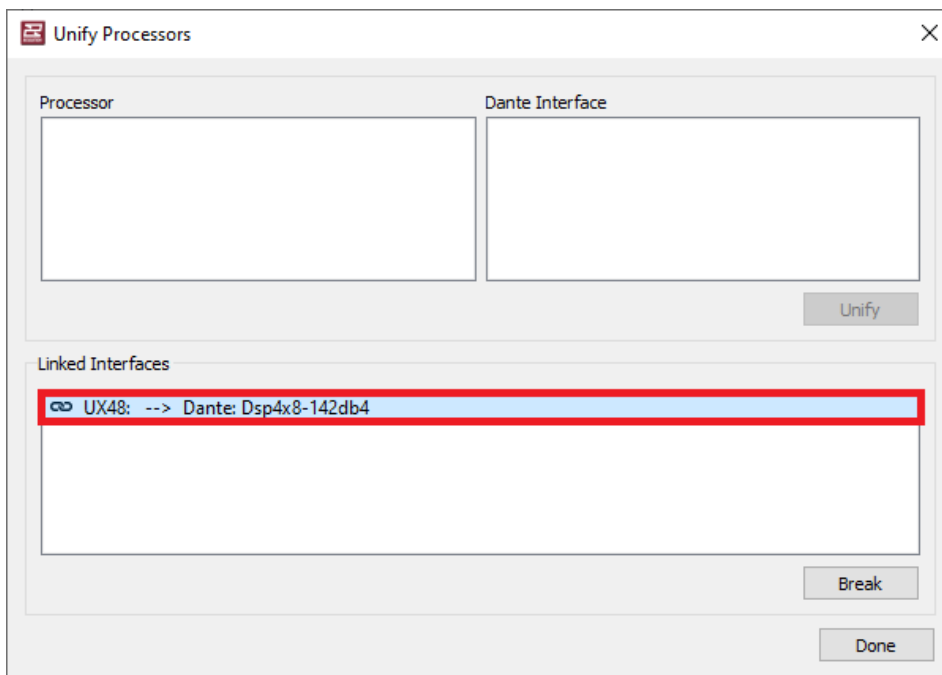 Unify Processors
Processor
Dante Interface
Unify
Linked Interfaces
UX48: --> Dante: Dsp4x8-142db4
Break
Done